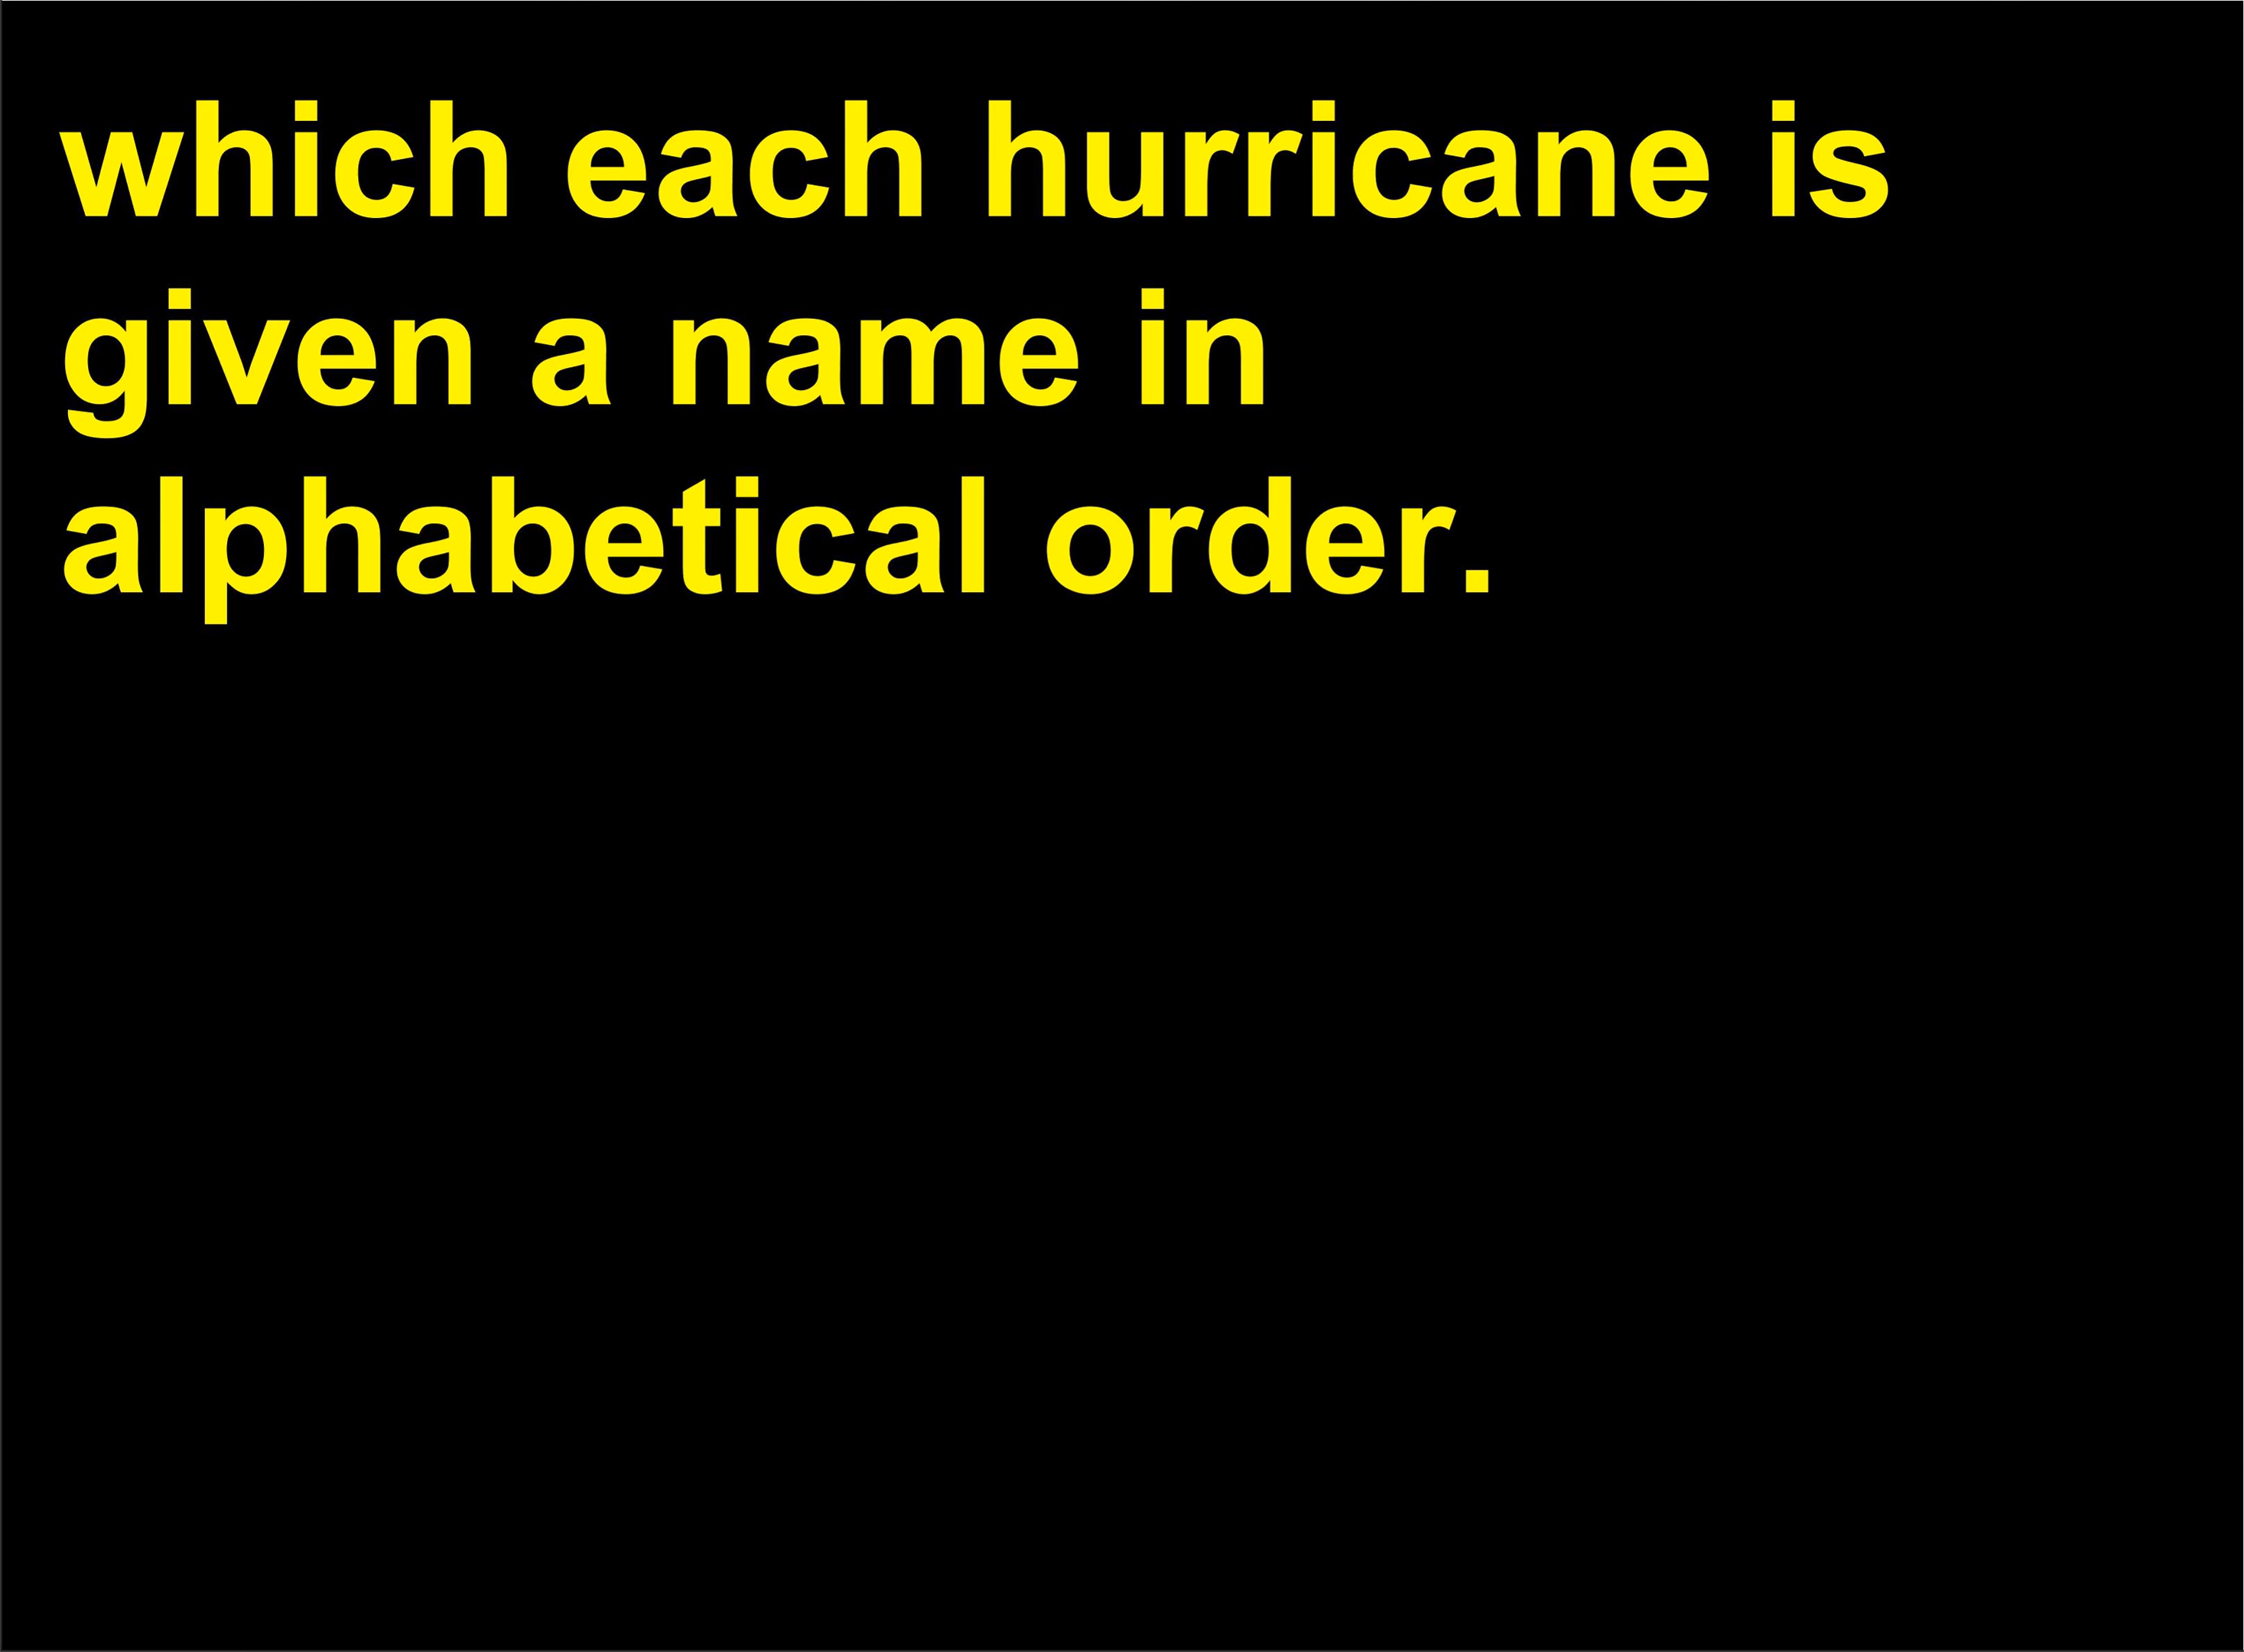 which each hurricane is
given a name in
alphabetical order.